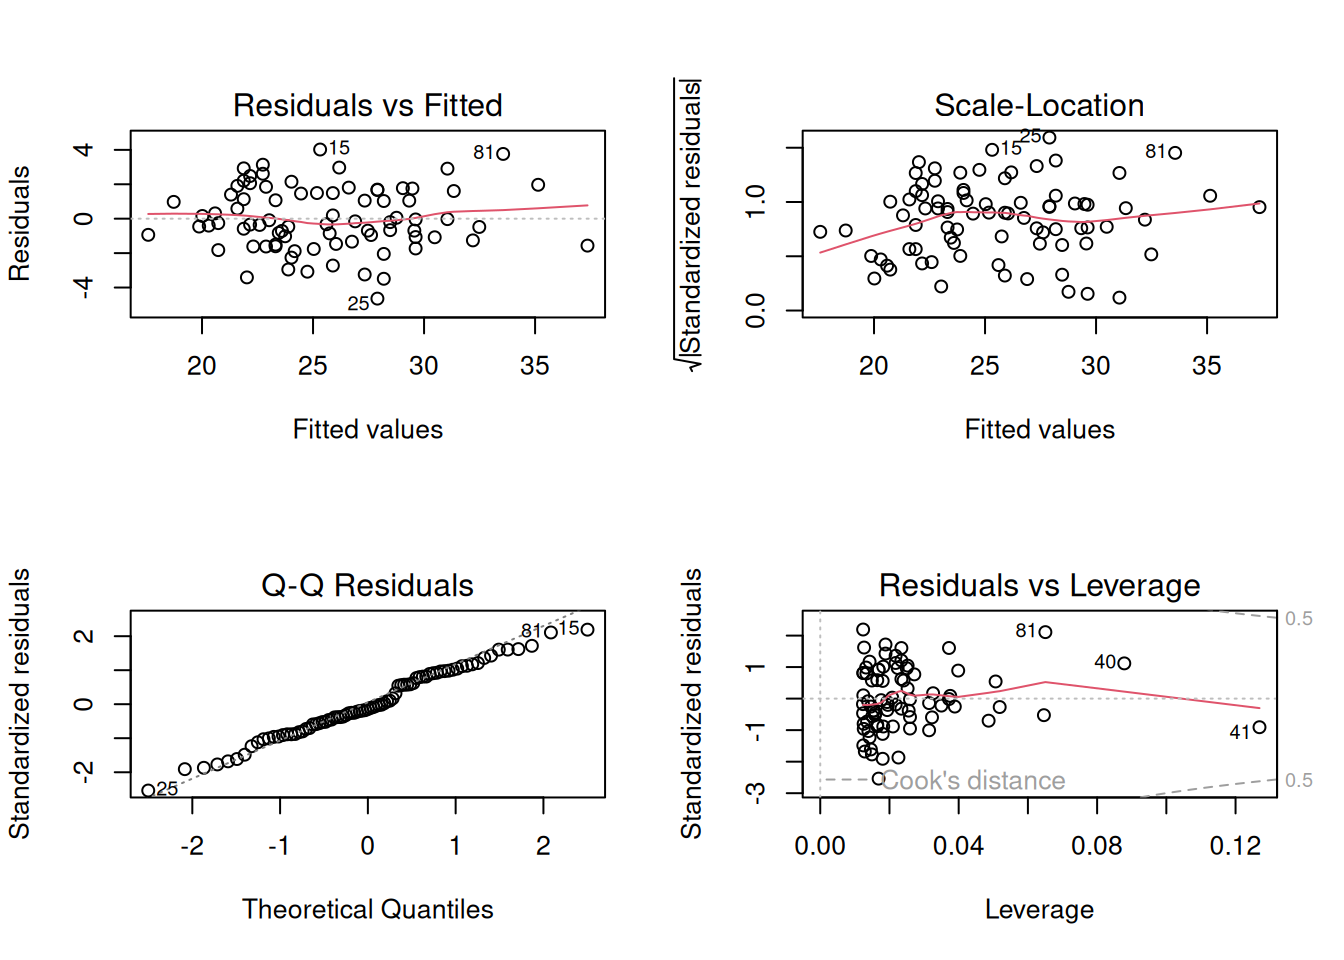 Residuals vs Fitted
Residuals
4
0
-4
15
81
25
20 25 30 35
Fitted values
Scale-Location
√|Standardized residuals|
1.0
0.0
25
15
81
20 25 30 35
Fitted values
Q-Q Residuals
Standardized residuals
2
0
-2
81 15
25
-2 -1 0 1 2
Theoretical Quantiles
Residuals vs Leverage
Standardized residuals
1
-1
-3
0.5
81
40
41
Cook's distance
0.5
0.00 0.04 0.08 0.12
Leverage